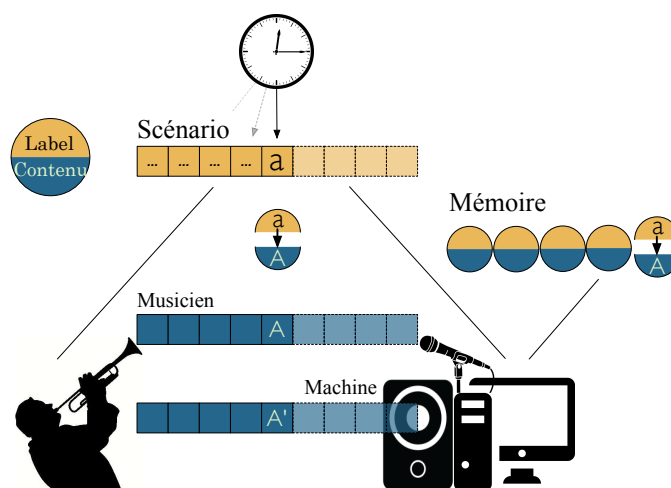 Scénario
Label
Contenu
... ... ... ... a
Mémoire
a
A
a
A
Musicien
A
Machine
A'